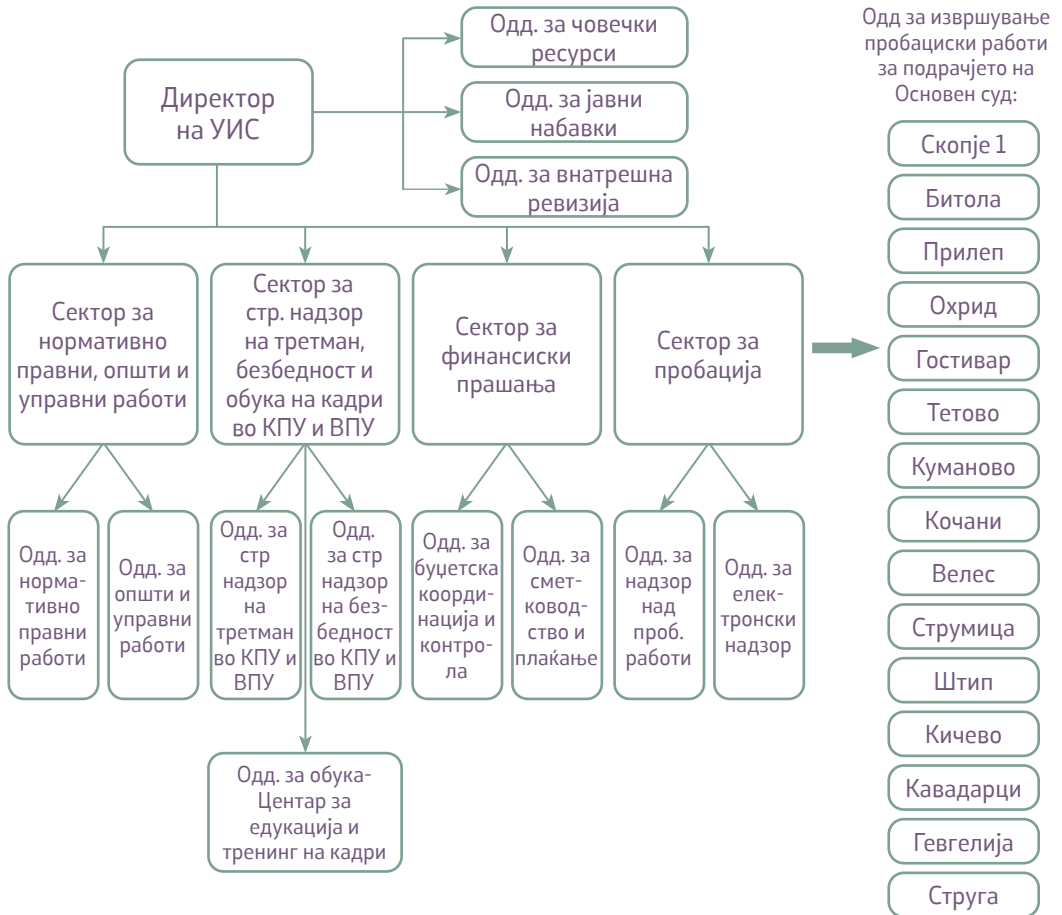 Одд. за човечки
ресурси
Директор
на УИС
Одд. за јавни
набавки
Одд. за внатрешна
ревизија
Сектор за
нормативно
правни, општи и
управни работи
Сектор за
стр. надзор
на третман,
безбедност и
обука на кадри
во КПУ и ВПУ
Сектор за
финансиски
прашања
Сектор за
пробација
Одд. за
норма-
тивно
правни
работи
Одд. за
општи и
управни
работи
Одд. за
стр
надзор
на
третман
во КПУ и
ВПУ
Одд.
за стр
надзор
на без-
бедност
во КПУ и
ВПУ
Одд. за
буџетска
коорди-
нација и
контро-
ла
Одд. за
смет-
ковод-
ство и
плаќање
Одд. за
надзор
над
проб.
работи
Одд. за
елек-
тронски
надзор
Одд. за обука-
Центар за
едукација и
тренинг на кадри
Одд за извршување
пробациски работи
за подрачјето на
Основен суд:
Скопје 1
Битола
Прилеп
Охрид
Гостивар
Тетово
Куманово
Кочани
Велес
Струмица
Штип
Кичево
Кавадарци
Гевгелија
Струга